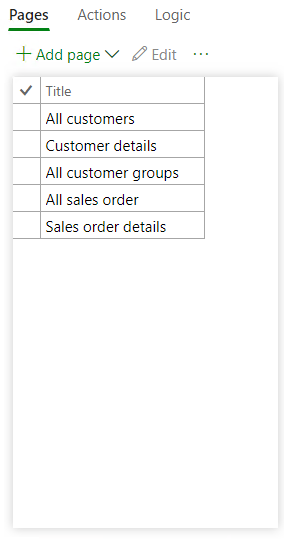 Pages Actions Logic
Add page Edit ...
Title
All customers
Customer details
All customer groups
All sales order
Sales order details